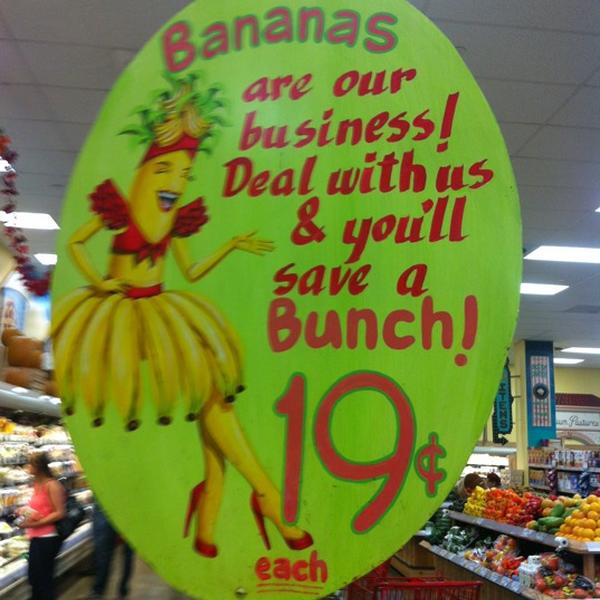 Bananas
are our
business!
Deal with us
& you'll
save a
Bunch!
19¢
each